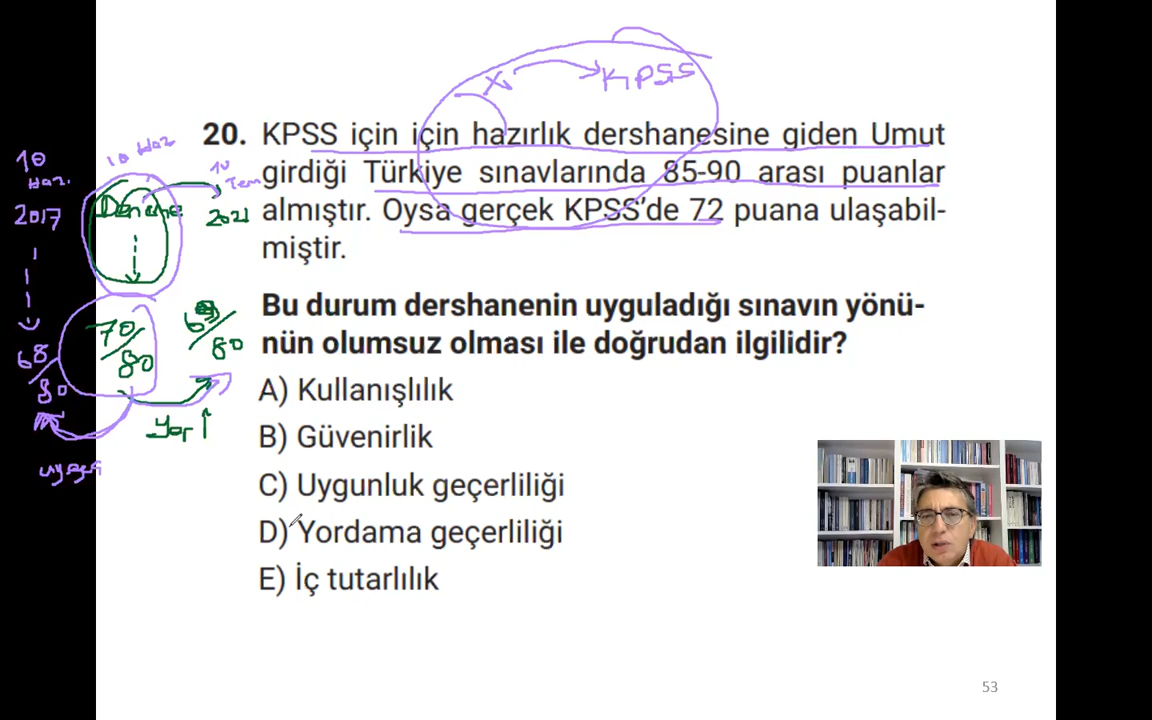 X → KPSS
20. KPSS için için hazırlık dershanesine giden Umut
girdiği Türkiye sınavlarında 85-90 arası puanlar
almıştır. Oysa gerçek KPSS’de 72 puana ulaşabil-
miştir.
Bu durum dershanenin uyguladığı sınavın yönü-
nün olumsuz olması ile doğrudan ilgilidir?
A) Kullanışlılık
B) Güvenirlik
C) Uygunluk geçerliliği
D) Yordama geçerliliği
E) İç tutarlılık
10
Haz.
2017
68/80
10 Haz
Deneme
70/80
10
Tem
2021
69/80
Yor ↑
53